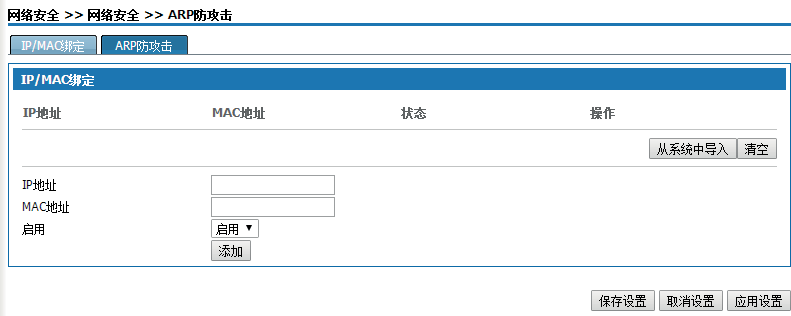 网络安全 >> 网络安全 >> ARP防攻击
IP/MAC绑定 ARP防攻击
IP/MAC绑定
IP地址 MAC地址 状态 操作
从系统中导入 清空
IP地址
MAC地址
启用 启用
添加
保存设置 取消设置 应用设置